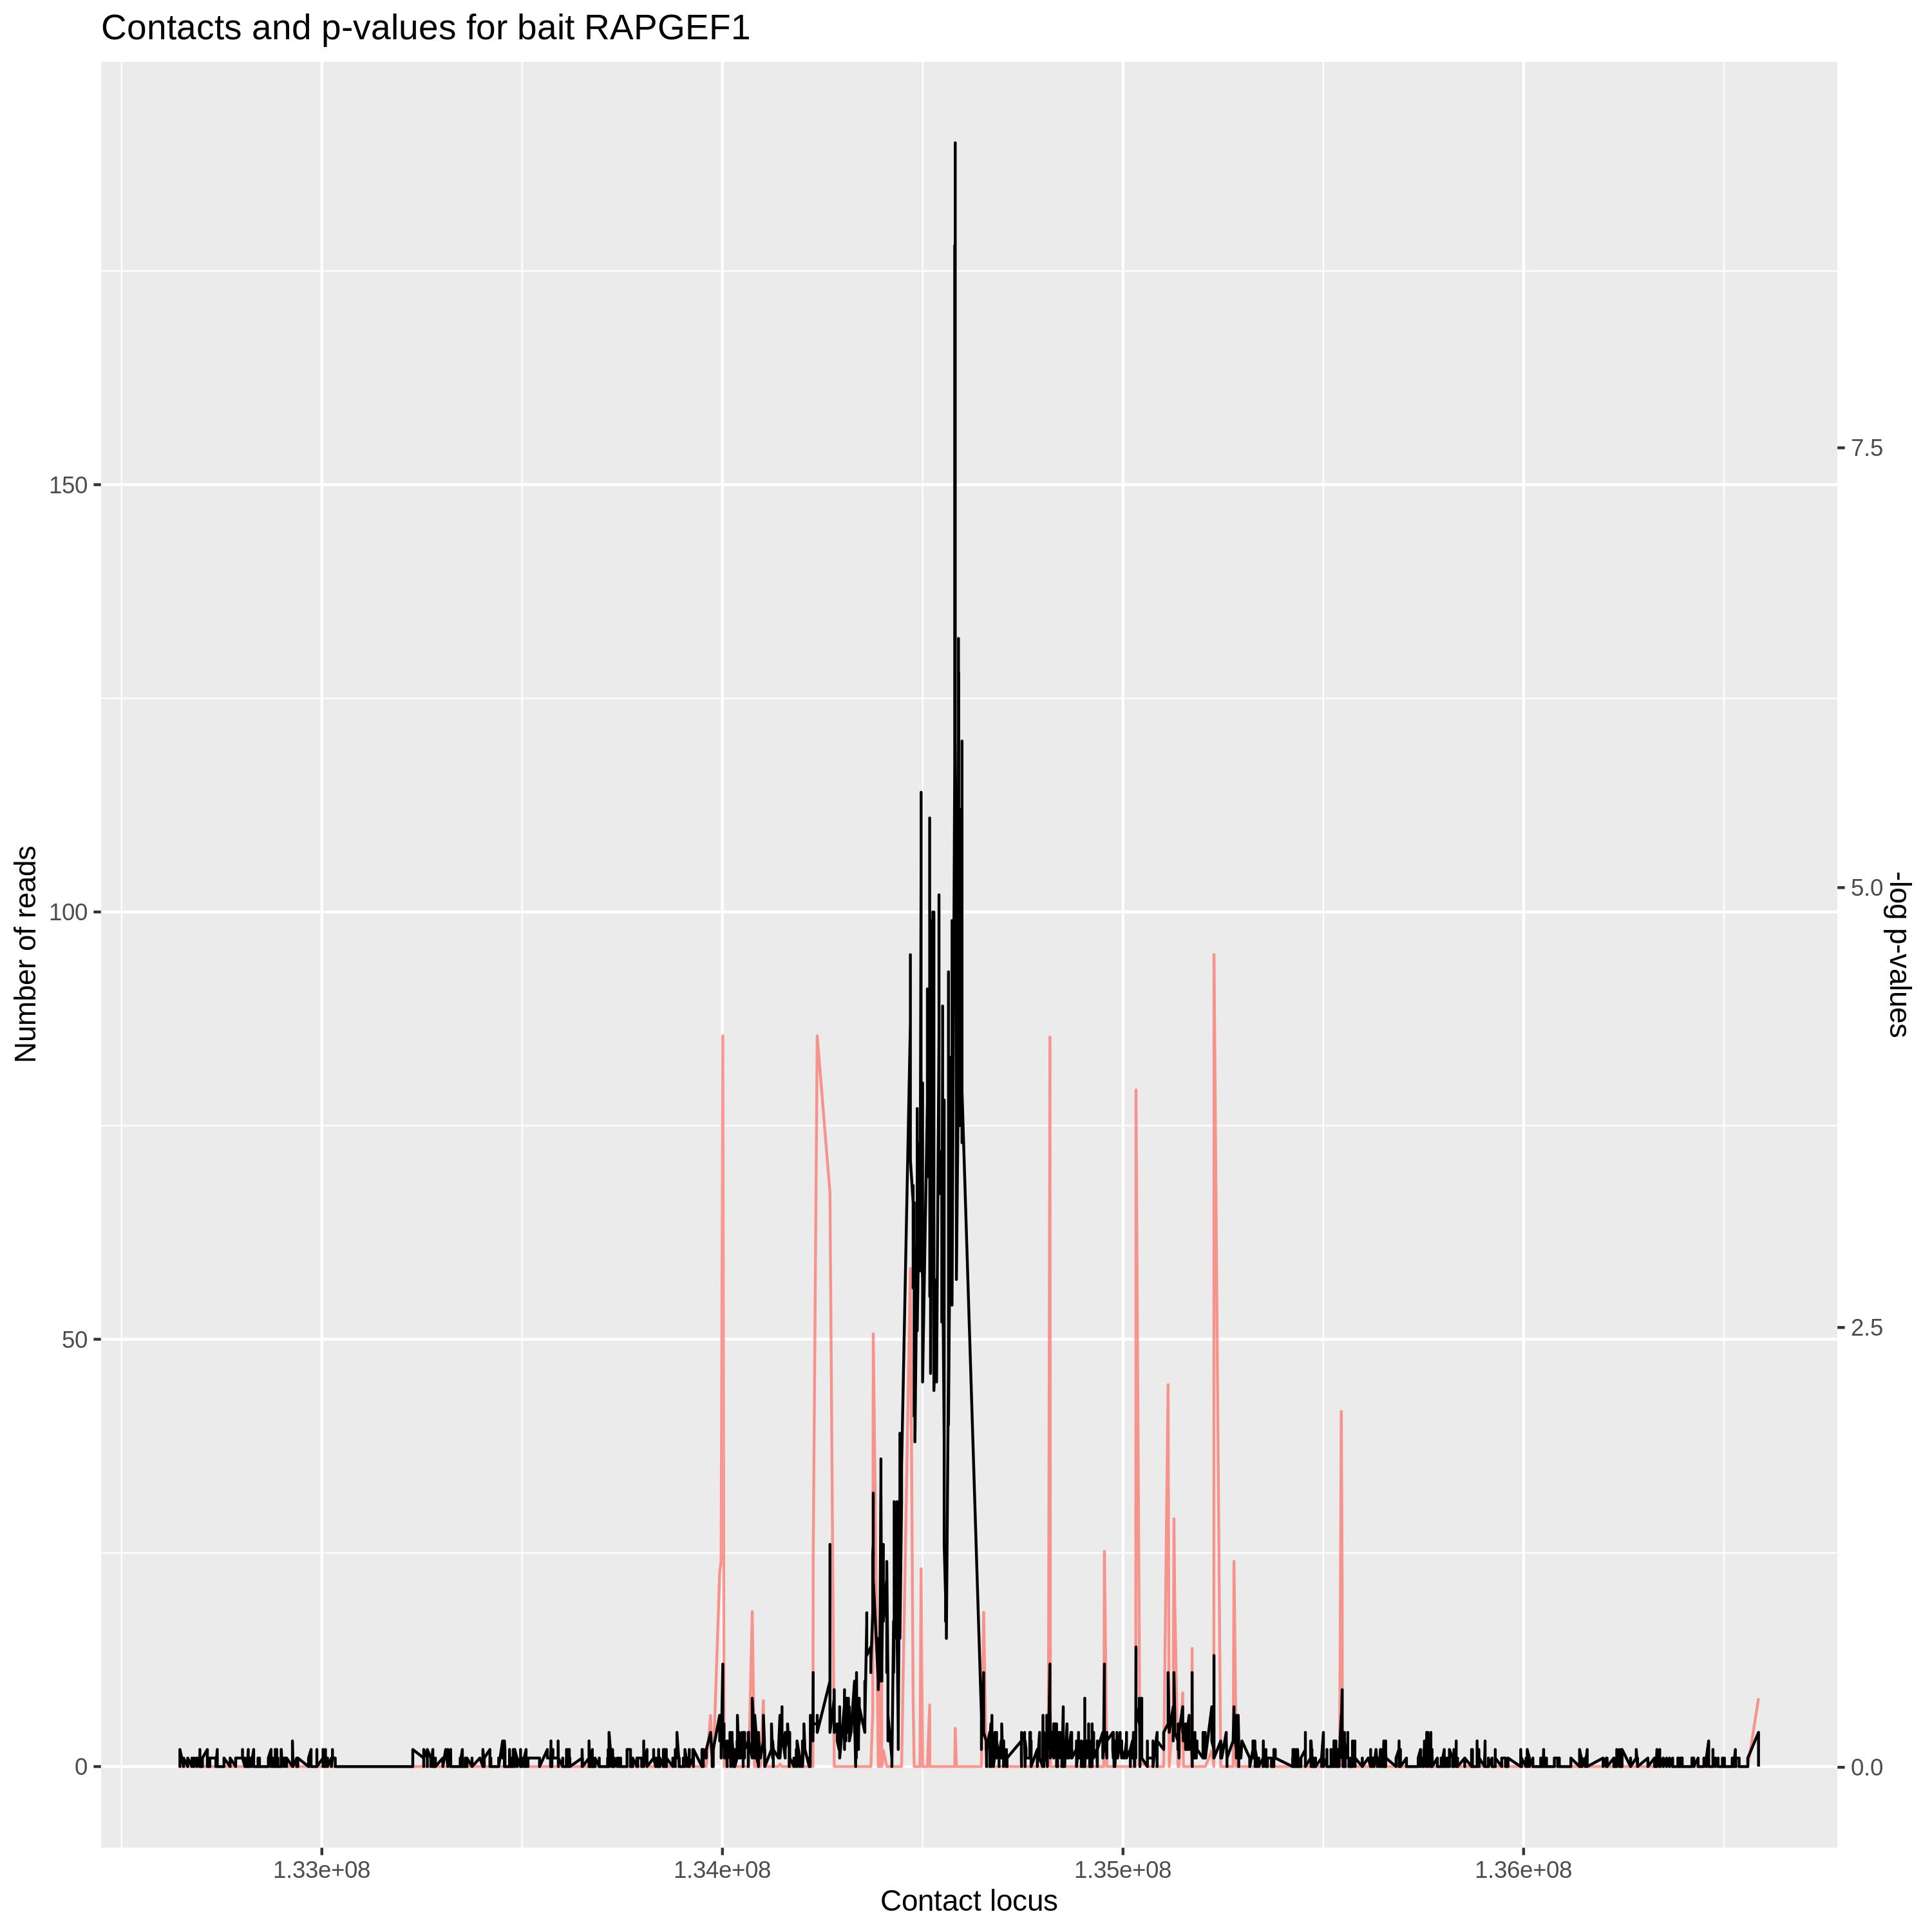 Contacts and p-values for bait RAPGEF1
Number of reads
150
100
50
0
7.5
5.0
2.5
0.0
-log p-values
1.33e+08
1.34e+08
1.35e+08
1.36e+08
Contact locus